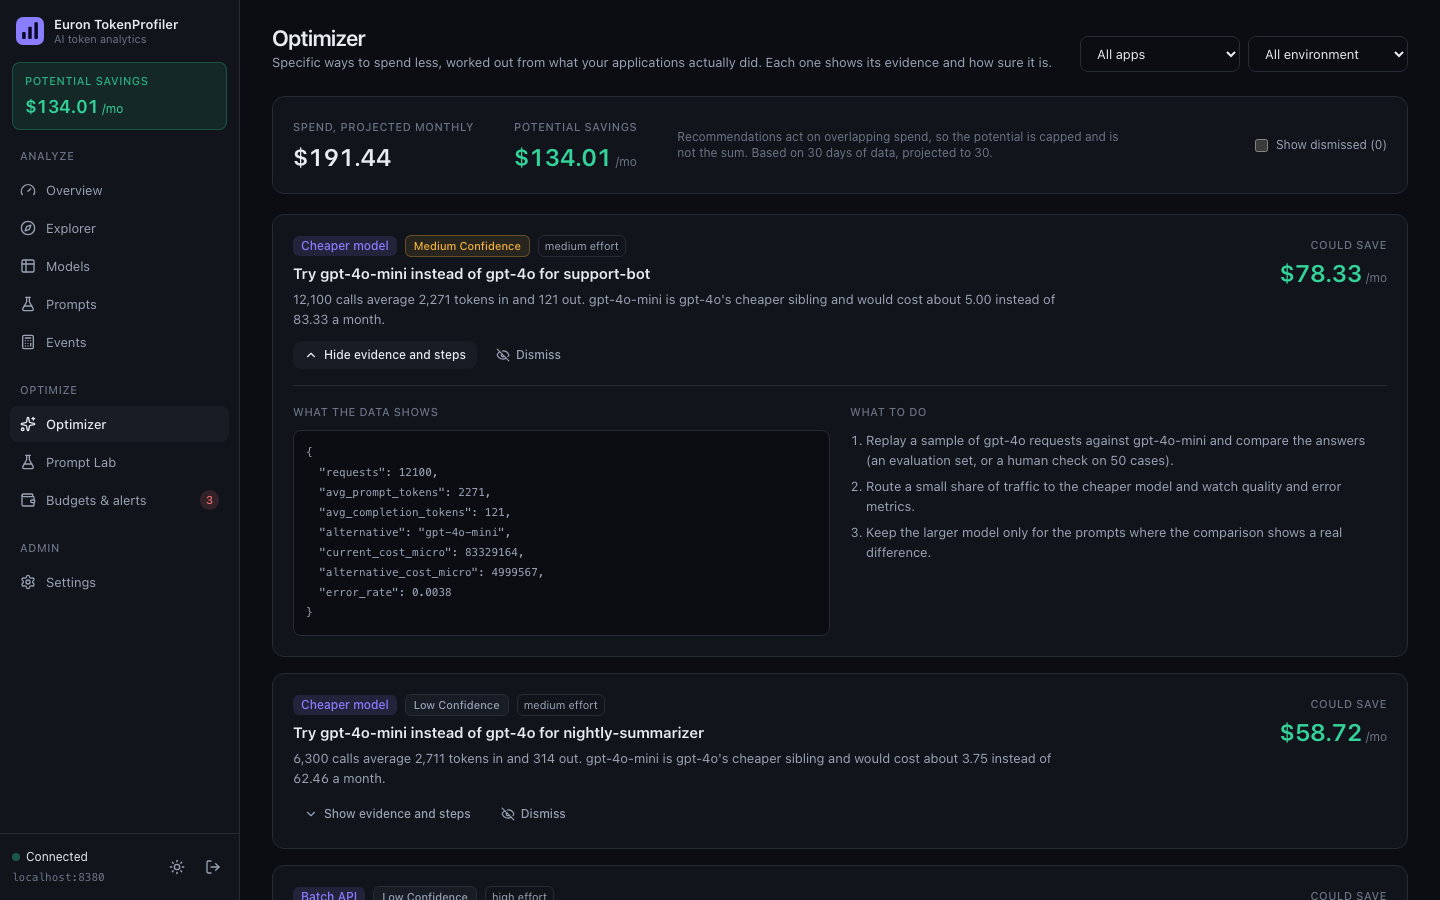 Euron TokenProfiler
AI token analytics
POTENTIAL SAVINGS
$134.01 /mo
ANALYZE
Overview
Explorer
Models
Prompts
Events
OPTIMIZE
Optimizer
Prompt Lab
Budgets & alerts 3
ADMIN
Settings
Connected
localhost:8380
Optimizer
Specific ways to spend less, worked out from what your applications actually did. Each one shows its evidence and how sure it is.
All apps
All environment
SPEND, PROJECTED MONTHLY
$191.44
POTENTIAL SAVINGS
$134.01 /mo
Recommendations act on overlapping spend, so the potential is capped and is
not the sum. Based on 30 days of data, projected to 30.
Show dismissed (0)
Cheaper model Medium Confidence medium effort
Try gpt-4o-mini instead of gpt-4o for support-bot
12,100 calls average 2,271 tokens in and 121 out. gpt-4o-mini is gpt-4o's cheaper sibling and would cost about 5.00 instead of
83.33 a month.
COULD SAVE
$78.33 /mo
Hide evidence and steps Dismiss
WHAT THE DATA SHOWS
{
"requests": 12100,
"avg_prompt_tokens": 2271,
"avg_completion_tokens": 121,
"alternative": "gpt-4o-mini",
"current_cost_micro": 83329164,
"alternative_cost_micro": 4999567,
"error_rate": 0.0038
}
WHAT TO DO
1. Replay a sample of gpt-4o requests against gpt-4o-mini and compare the answers
(an evaluation set, or a human check on 50 cases).
2. Route a small share of traffic to the cheaper model and watch quality and error
metrics.
3. Keep the larger model only for the prompts where the comparison shows a real
difference.
Cheaper model Low Confidence medium effort
Try gpt-4o-mini instead of gpt-4o for nightly-summarizer
6,300 calls average 2,711 tokens in and 314 out. gpt-4o-mini is gpt-4o's cheaper sibling and would cost about 3.75 instead of
62.46 a month.
COULD SAVE
$58.72 /mo
Show evidence and steps Dismiss
Batch API Low Confidence high effort
COULD SAVE